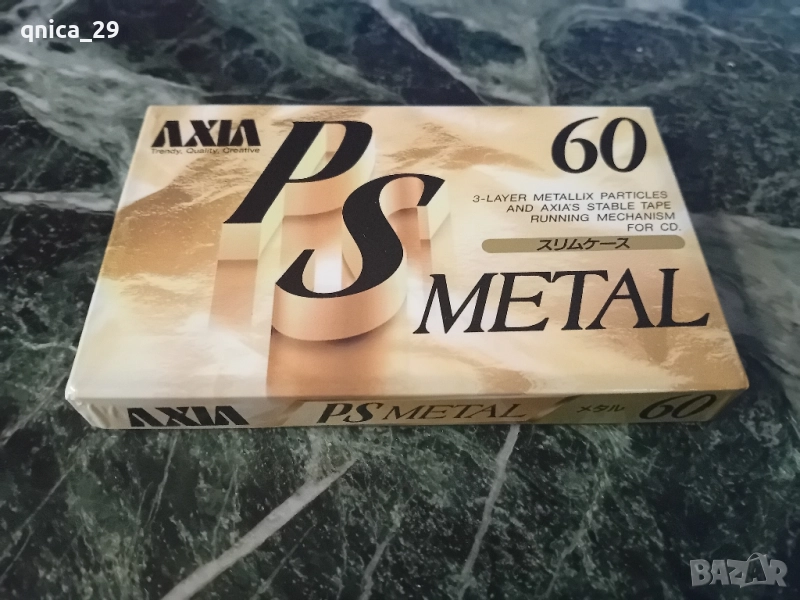 qnica_29
AXIA
Trendy, Quality, Creative
PS
METAL
60
3-LAYER METALLIX PARTICLES
AND AXIA'S STABLE TAPE
RUNNING MECHANISM
FOR CD.
スリムケース
AXIA PS METAL メタル 60
BAZAR